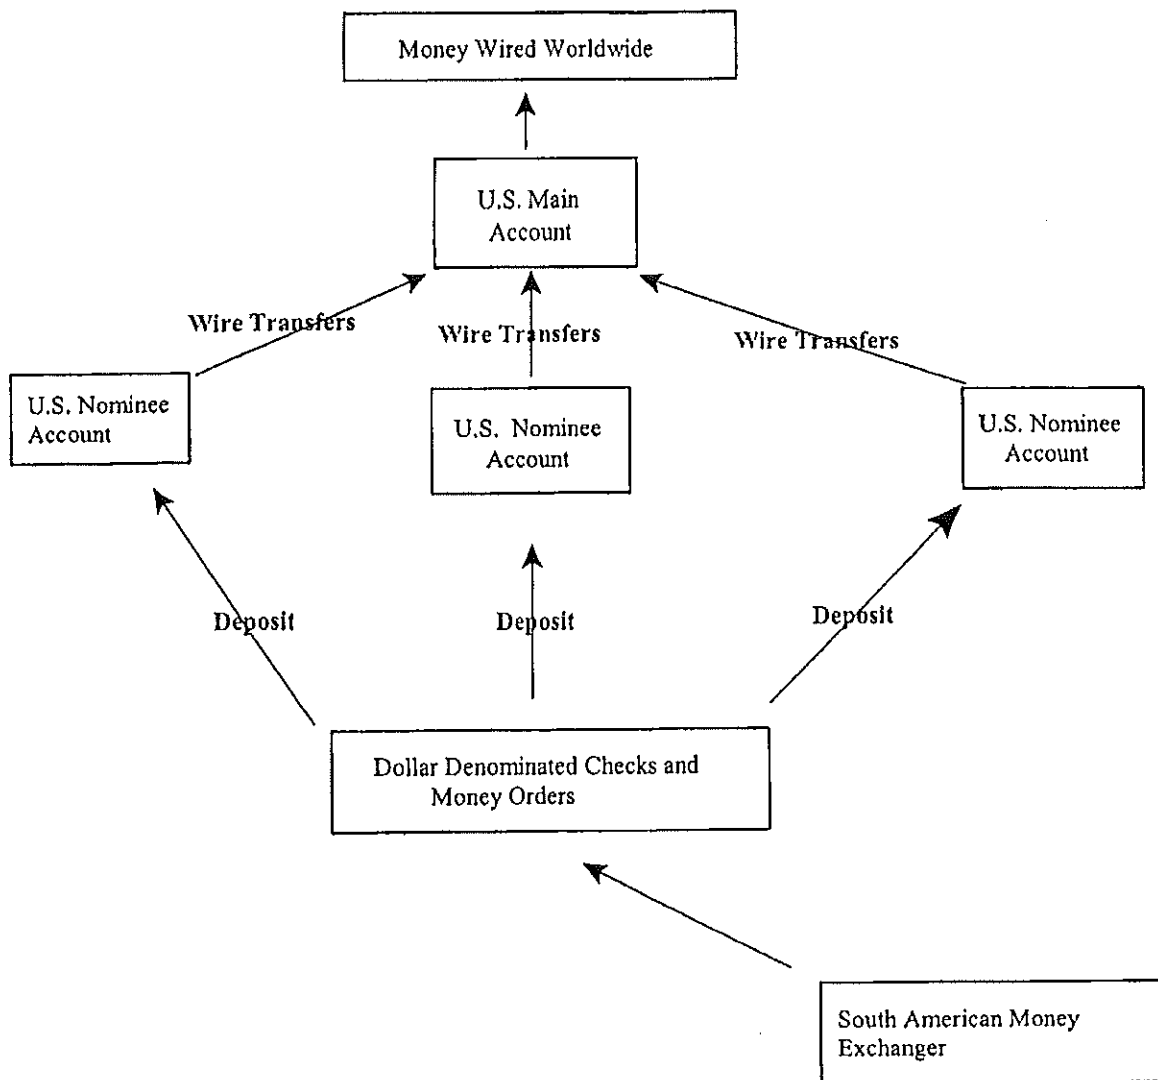 Money Wired Worldwide
U.S. Main
Account
Wire Transfers
Wire Transfers
Wire Transfers
U.S. Nominee
Account
U.S. Nominee
Account
U.S. Nominee
Account
Deposit
Deposit
Deposit
Dollar Denominated Checks and
Money Orders
South American Money
Exchanger